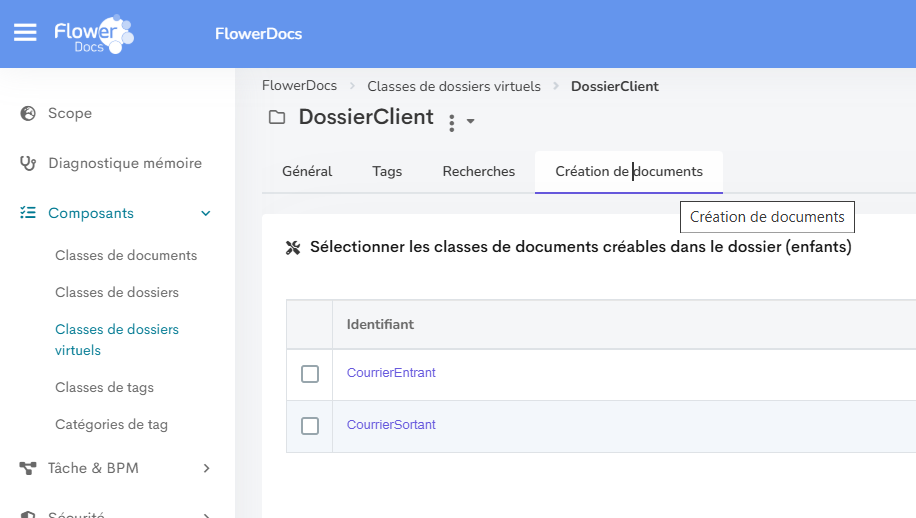 Flower
Docs
FlowerDocs
FlowerDocs > Classes de dossiers virtuels > DossierClient
DossierClient
Général Tags Recherches Création de documents
Création de documents
Sélectionner les classes de documents créables dans le dossier (enfants)
Identifiant
CourrierEntrant
CourrierSortant
Scope
Diagnostique mémoire
Composants
Classes de documents
Classes de dossiers
Classes de dossiers
virtuels
Classes de tags
Catégories de tag
Tâche & BPM
Sécurité